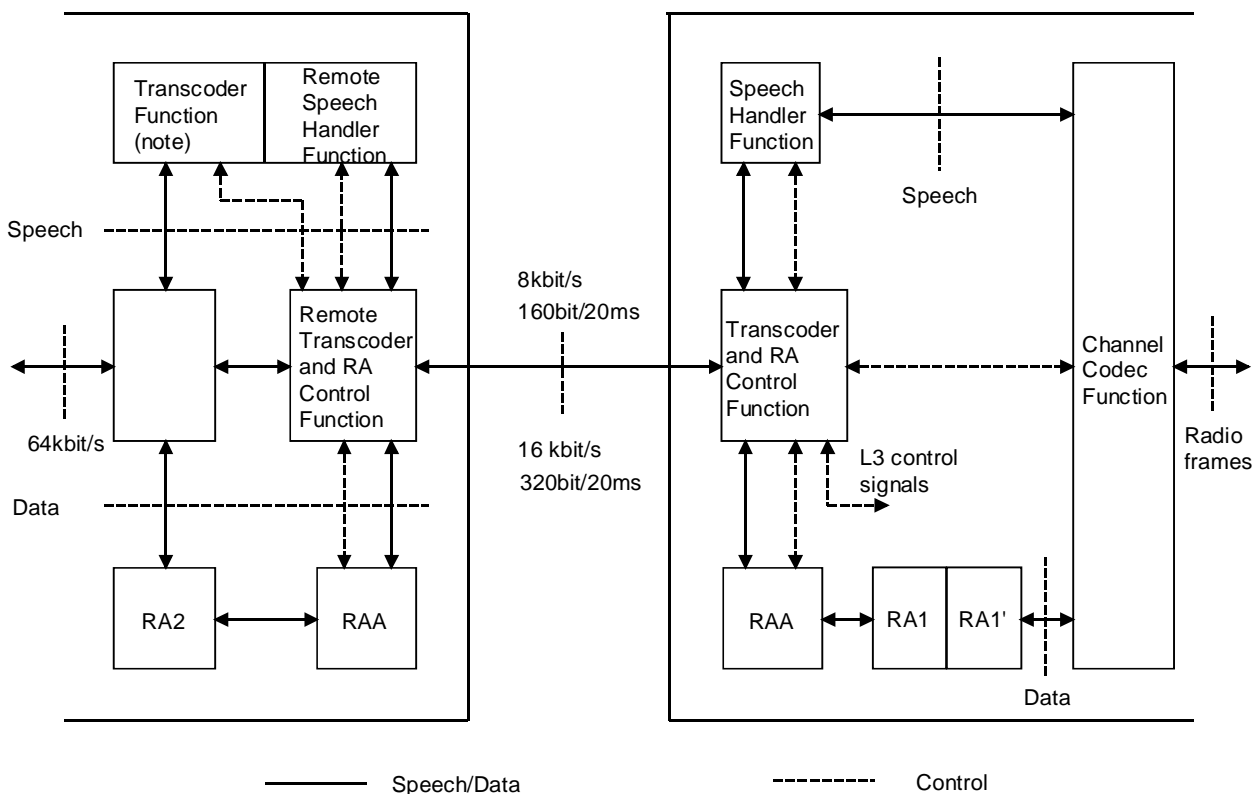 Transcoder
Function
(note)
Remote
Speech
Handler
Function
Speech
Handler
Function
Speech
Speech
8kbit/s
160bit/20ms
Remote
Transcoder
and RA
Control
Function
Transcoder
and RA
Control
Function
Channel
Codec
Function
64kbit/s
16 kbit/s
320bit/20ms
L3 control
signals
Radio
frames
Data
RA2
RAA
RAA
RA1
RA1'
Data
Speech/Data
Control